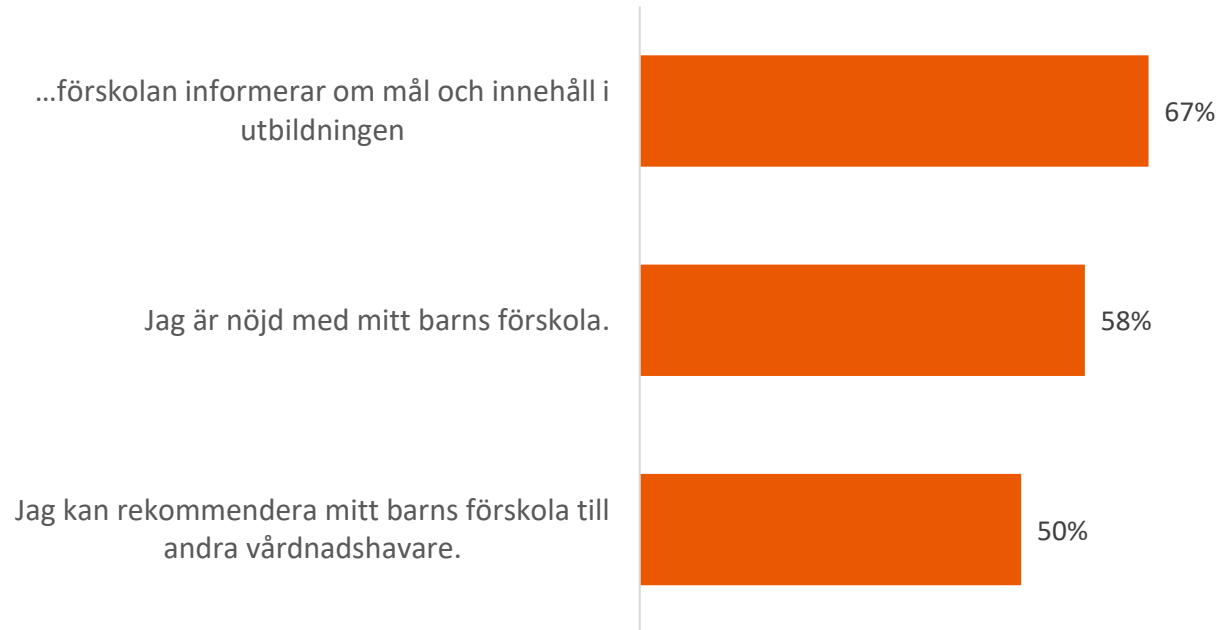 ...förskolan informerar om mål och innehåll i
utbildningen
67%
Jag är nöjd med mitt barns förskola.
58%
Jag kan rekommendera mitt barns förskola till
andra vårdnadshavare.
50%